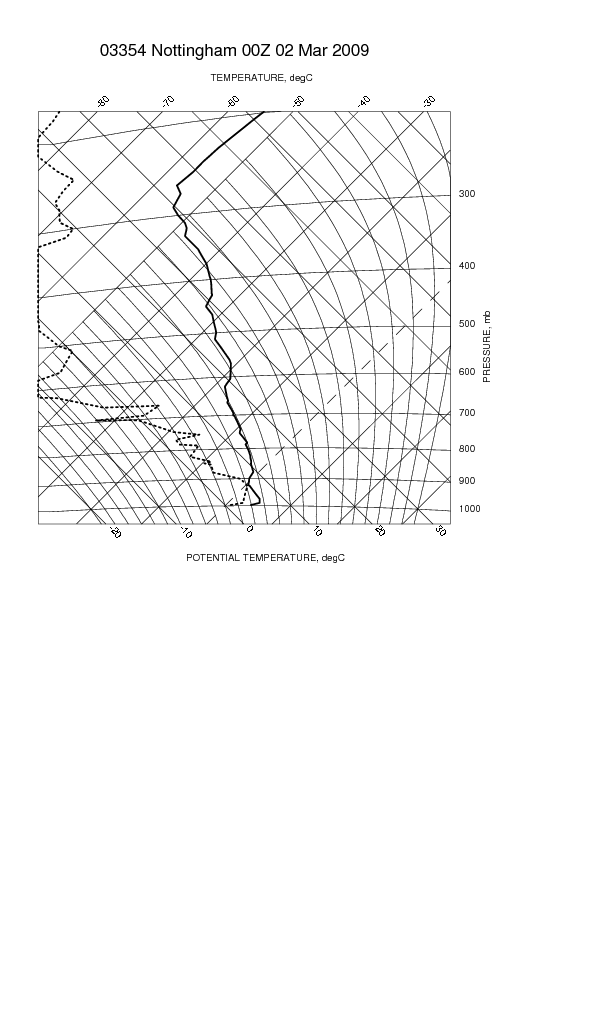 03354 Nottingham 00Z 02 Mar 2009
TEMPERATURE, degC
-80 -70 -60 -50 -40 -30
300
400
500
600
700
800
900
1000
PRESSURE, mb
-20 -10 0 10 20 30
POTENTIAL TEMPERATURE, degC